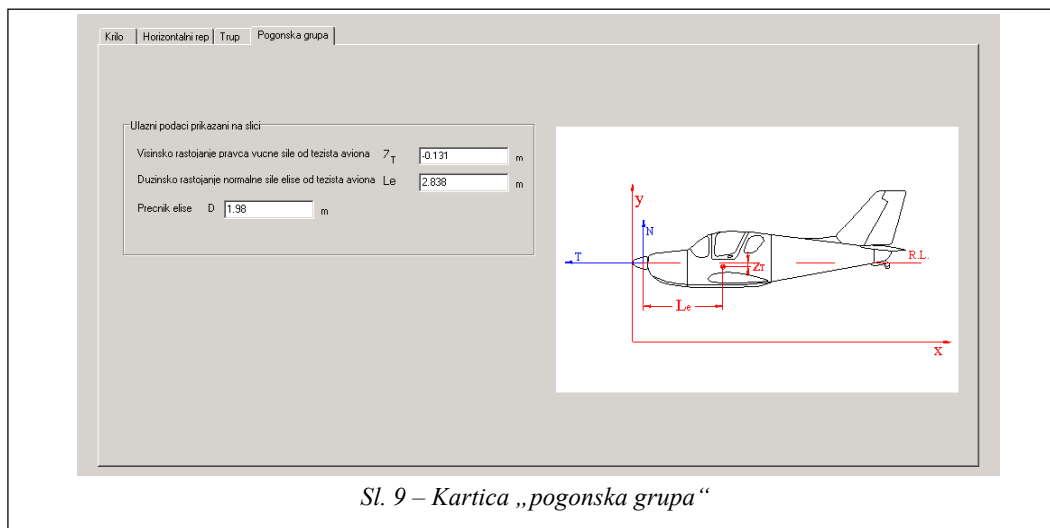 Krilo Horizontalni rep Trup Pogonska grupa
Ulazni podaci prikazani na slici
Visinsko rastojanje pravca vucne sile od tezista aviona Z T -0.131 m
Duzinsko rastojanje normalne sile elise od tezista aviona Le 2.838 m
Precnik elise D 1.98 m
y
N
T
R.L.
ZT
Le
x
Sl. 9 – Kartica „pogonska grupa“